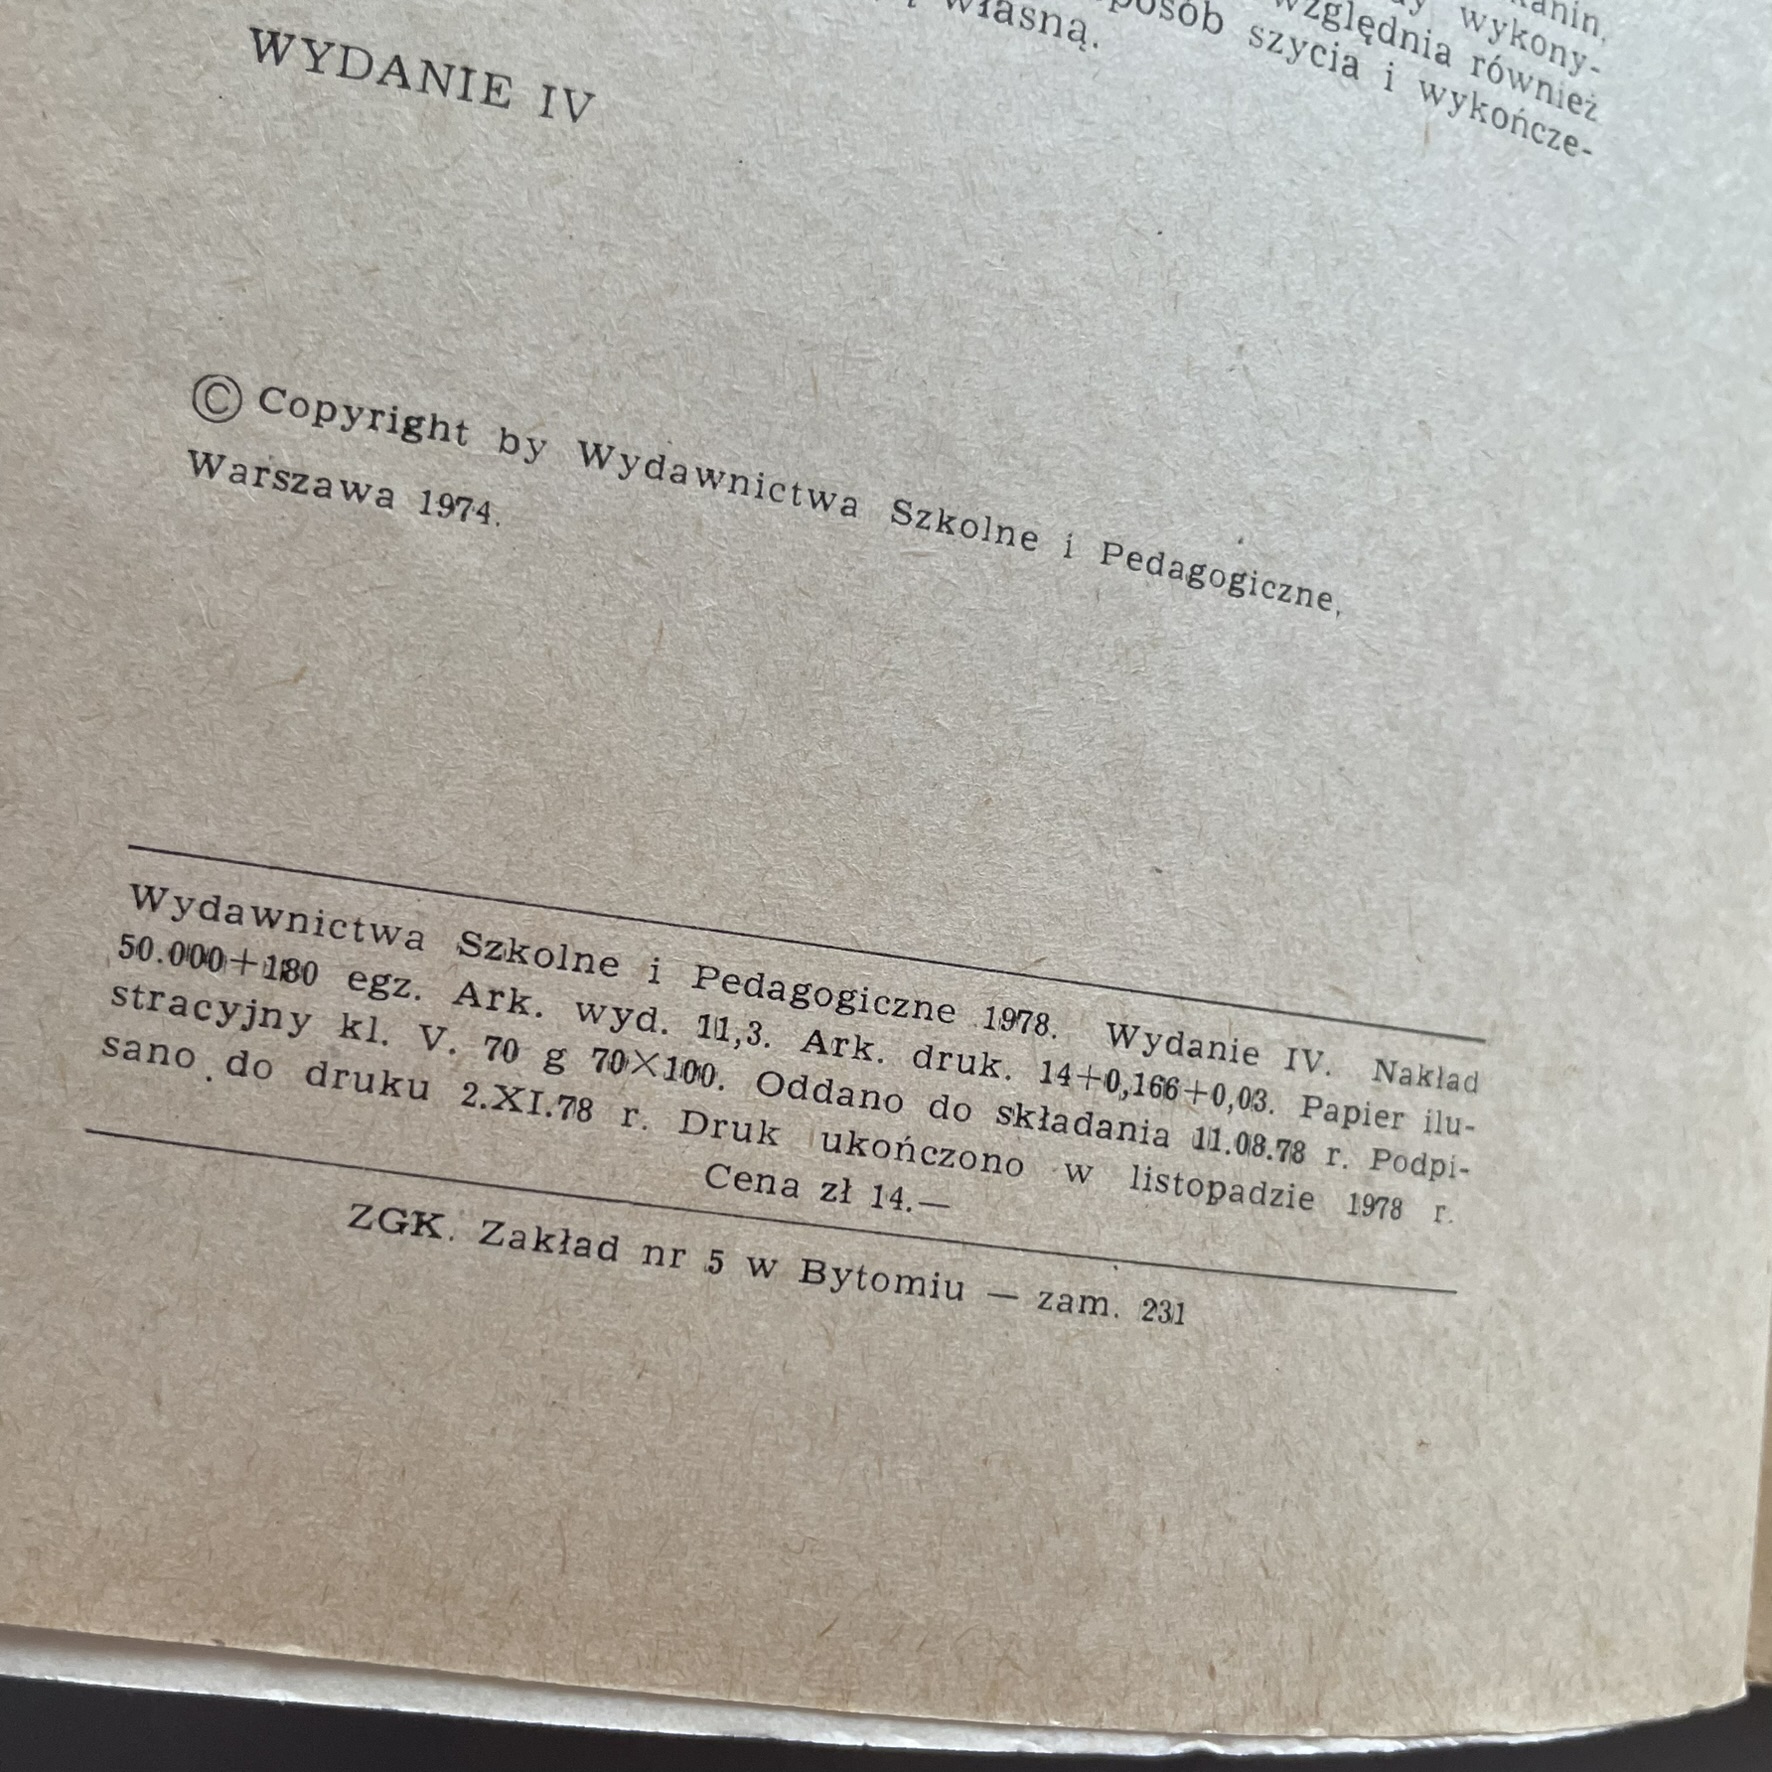 kanin,
wykony-
własną.
względnia również
szycia i wykończe-
WYDANIE IV
© Copyright by Wydawnictwa Szkolne i Pedagogiczne,
Warszawa 1974.
Wydawnictwa Szkolne i Pedagogiczne 1978. Wydanie IV. Nakład
50.000+180 egz. Ark. wyd. 11,3. Ark. druk. 14+0,166+0,03. Papier ilu-
stracyjny kl. V. 70 g 70×100. Oddano do składania 11.08.78 r. Podpi-
sano do druku 2.XI.78 r. Druk ukończono w listopadzie 1978 r.
Cena zł 14.—
ZGK. Zakład nr 5 w Bytomiu — zam. 231